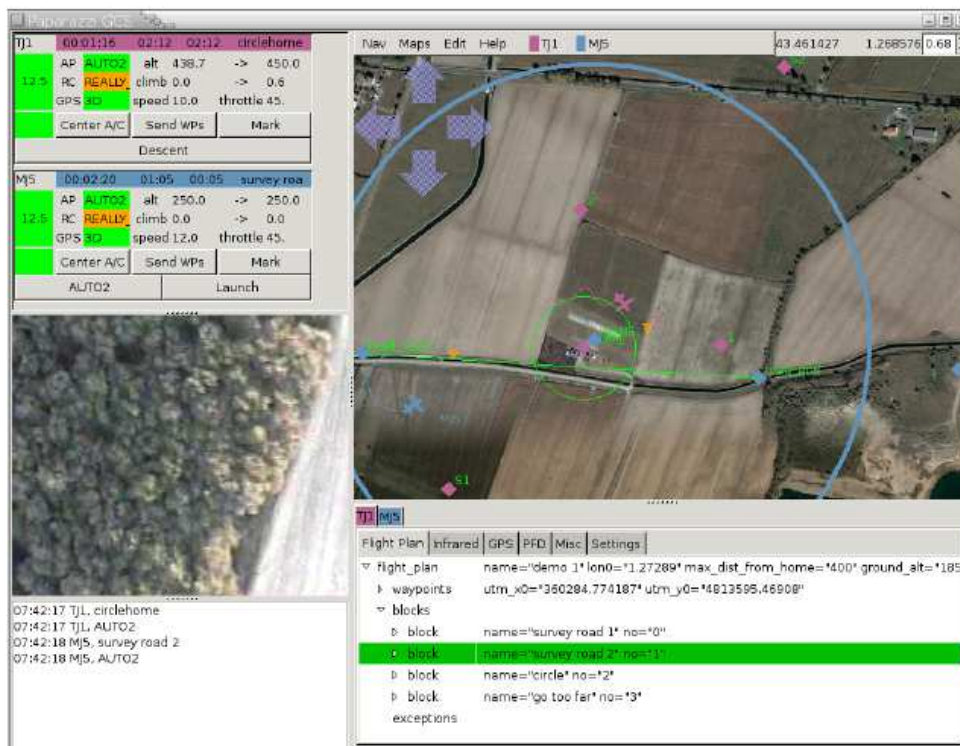 Paparazzi GCS
TJ1 00:01:16 02:12 02:12 circlehome
AP AUTO2 alt 438.7 -> 450.0
12.5 RC REALLY_ climb 0.0 -> 0.6
GPS 3D speed 10.0 throttle 45.
Center A/C Send WPs Mark
Descent
MJ5 00:02:20 01:05 00:05 survey roa
AP AUTO2 alt 250.0 -> 250.0
12.5 RC REALLY_ climb 0.0 -> 0.0
GPS 3D speed 12.0 throttle 45.
Center A/C Send WPs Mark
AUTO2 Launch
07:42:17 TJ1, circlehome
07:42:17 TJ1, AUTO2
07:42:18 MJ5, survey road 2
07:42:18 MJ5, AUTO2
Nav Maps Edit Help TJ1 MJ5 43.461427 1.268576 0.68
S1
TJ1 MJ5
Flight Plan Infrared GPS PFD Misc Settings
flight_plan name="demo 1" lon0="1.27289" max_dist_from_home="400" ground_alt="185
waypoints utm_x0="360284.774187" utm_y0="4813595.46908"
blocks
block name="survey road 1" no="0"
block name="survey road 2" no="1"
block name="circle" no="2"
block name="go too far" no="3"
exceptions